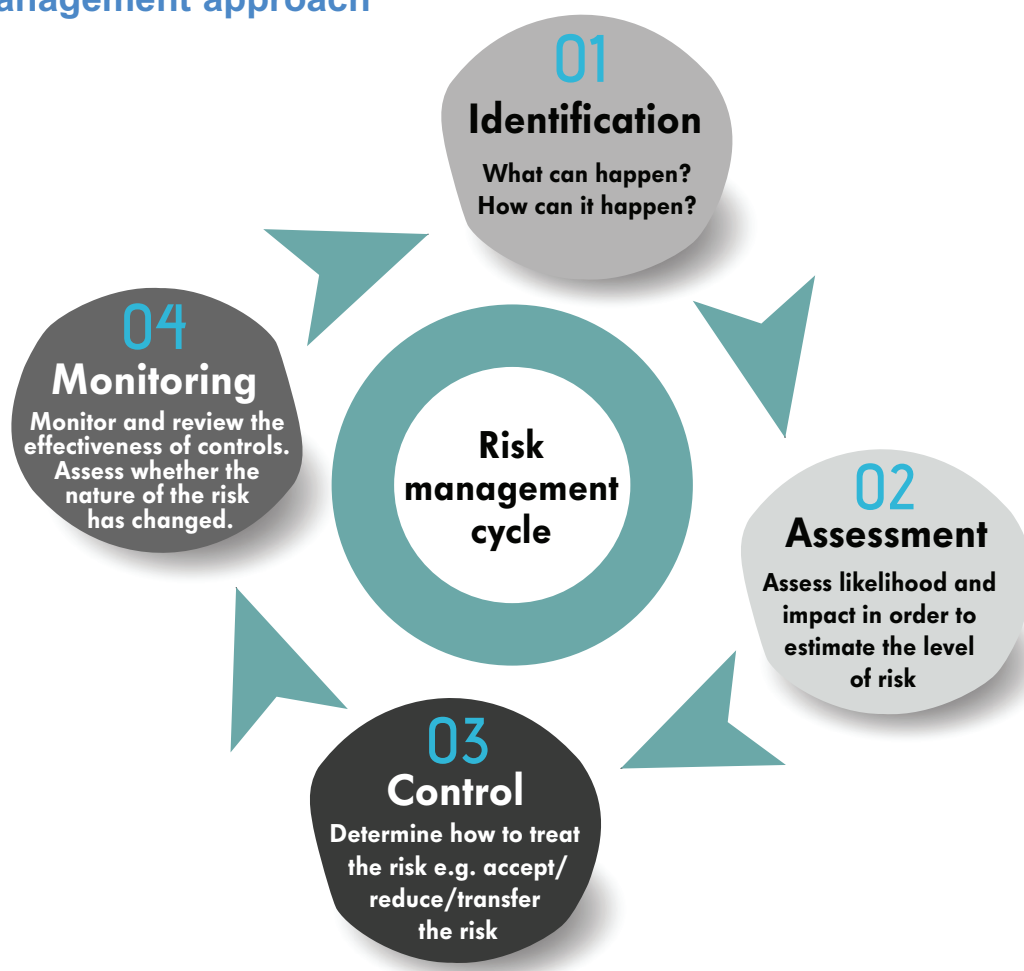 management approach
01
Identification
What can happen?
How can it happen?
04
Monitoring
Monitor and review the
effectiveness of controls.
Assess whether the
nature of the risk
has changed.
Risk
management
cycle
02
Assessment
Assess likelihood and
impact in order to
estimate the level
of risk
03
Control
Determine how to treat
the risk e.g. accept/
reduce/transfer
the risk